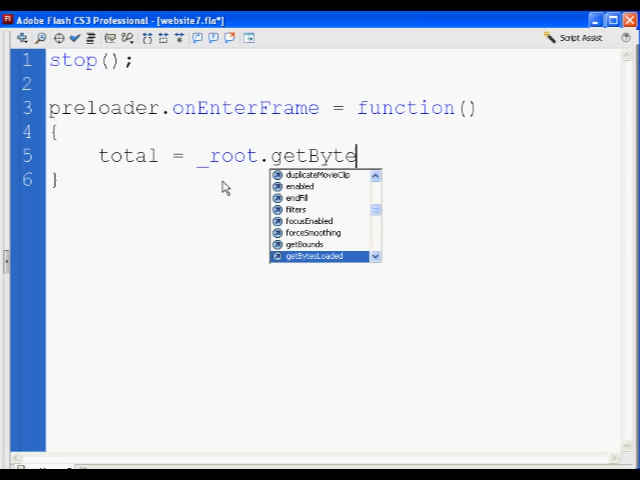 Adobe Flash CS3 Professional - [website7.fla*]
Script Assist
1 stop();
2
3 preloader.onEnterFrame = function()
4 {
5 total = _root.getByte
6 }
duplicateMovieClip
enabled
endFill
filters
focusEnabled
forceSmoothing
getBounds
getBytesLoaded